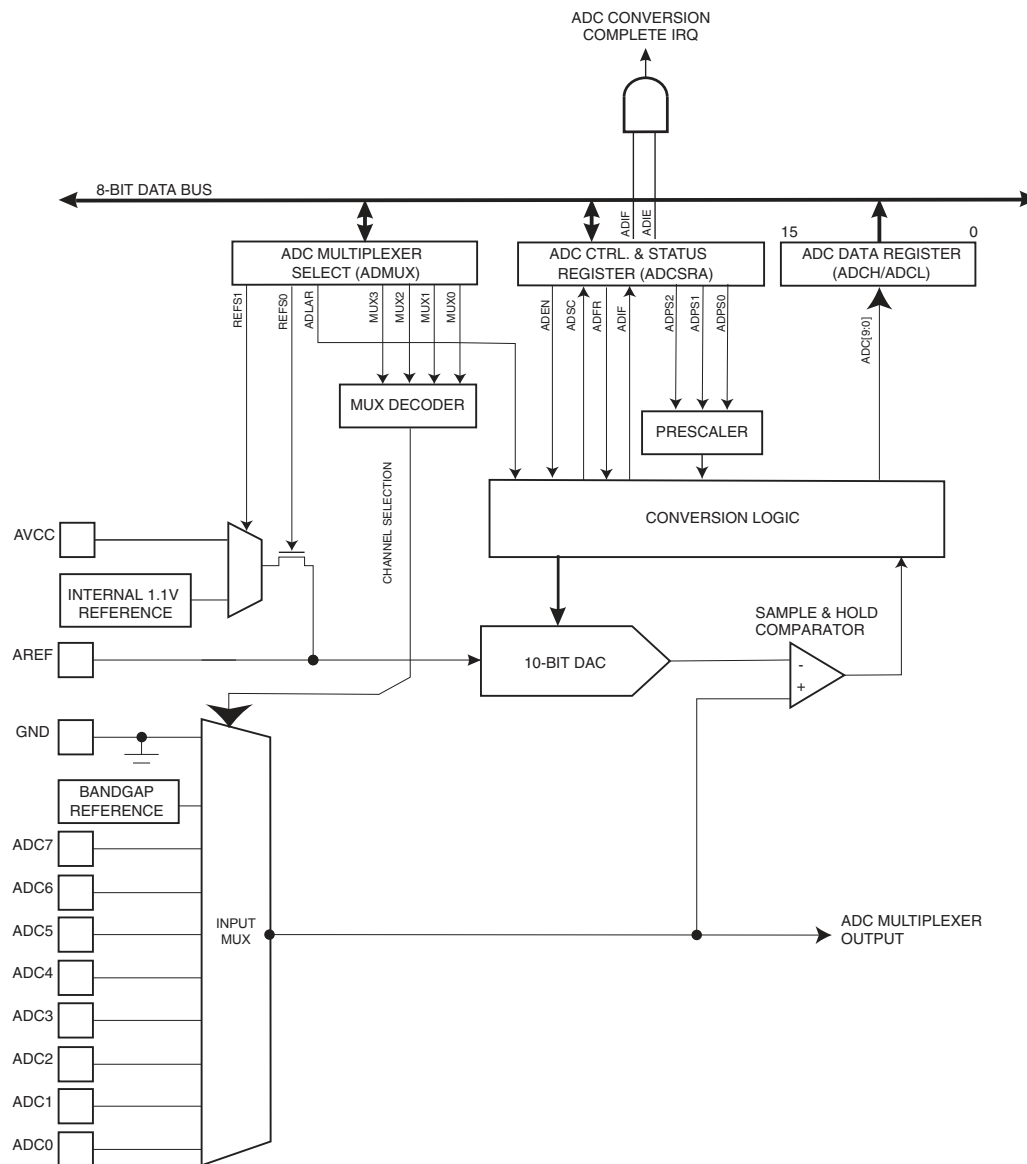 ADC CONVERSION
COMPLETE IRQ
8-BIT DATA BUS
ADIF
ADIE
15
0
ADC MULTIPLEXER
SELECT (ADMUX)
ADC CTRL. & STATUS
REGISTER (ADCSRA)
ADC DATA REGISTER
(ADCH/ADCL)
REFS1
REFS0
ADLAR
MUX3
MUX2
MUX1
MUX0
ADEN
ADSC
ADFR
ADIF
ADPS2
ADPS1
ADPS0
ADC[9:0]
MUX DECODER
PRESCALER
CHANNEL SELECTION
CONVERSION LOGIC
AVCC
INTERNAL 1.1V
REFERENCE
SAMPLE & HOLD
COMPARATOR
AREF
10-BIT DAC
-
+
GND
BANDGAP
REFERENCE
ADC7
ADC6
ADC5
ADC4
ADC3
ADC2
ADC1
ADC0
INPUT
MUX
ADC MULTIPLEXER
OUTPUT